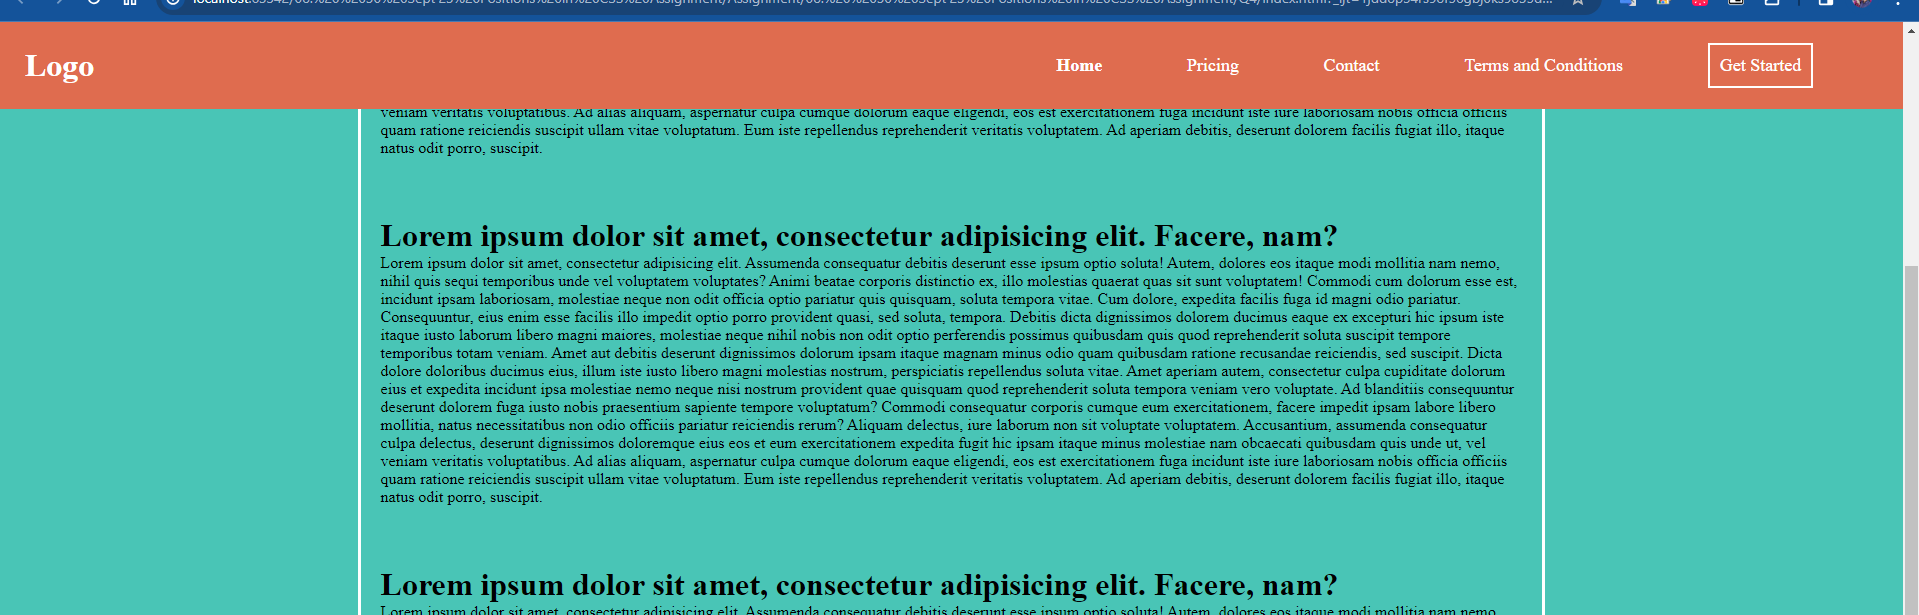 Logo
Home
Pricing
Contact
Terms and Conditions
Get Started
veniam veritatis voluptatibus. Ad alias aliquam, aspernatur culpa cumque dolorum eaque eligendi, eos est exercitationem fuga incidunt iste iure laboriosam nobis officia officiis
quam ratione reiciendis suscipit ullam vitae voluptatum. Eum iste repellendus reprehenderit veritatis voluptatem. Ad aperiam debitis, deserunt dolorem facilis fugiat illo, itaque
natus odit porro, suscipit.
Lorem ipsum dolor sit amet, consectetur adipisicing elit. Facere, nam?
Lorem ipsum dolor sit amet, consectetur adipisicing elit. Assumenda consequatur debitis deserunt esse ipsum optio soluta! Autem, dolores eos itaque modi mollitia nam nemo,
nihil quis sequi temporibus unde vel voluptatem voluptates? Animi beatae corporis distinctio ex, illo molestias quaerat quas sit sunt voluptatem! Commodi cum dolorum esse est,
incidunt ipsam laboriosam, molestiae neque non odit officia optio pariatur quis quisquam, soluta tempora vitae. Cum dolore, expedita facilis fuga id magni odio pariatur.
Consequuntur, eius enim esse facilis illo impedit optio porro provident quasi, sed soluta, tempora. Debitis dicta dignissimos dolorem ducimus eaque ex excepturi hic ipsum iste
itaque iusto laborum libero magni maiores, molestiae neque nihil nobis non odit optio perferendis possimus quibusdam quis quod reprehenderit soluta suscipit tempore
temporibus totam veniam. Amet aut debitis deserunt dignissimos dolorum ipsam itaque magnam minus odio quam quibusdam ratione recusandae reiciendis, sed suscipit. Dicta
dolore doloribus ducimus eius, illum iste iusto libero magni molestias nostrum, perspiciatis repellendus soluta vitae. Amet aperiam autem, consectetur culpa cupiditate dolorum
eius et expedita incidunt ipsa molestiae nemo neque nisi nostrum provident quae quisquam quod reprehenderit soluta tempora veniam vero voluptate. Ad blanditiis consequuntur
deserunt dolorem fuga iusto nobis praesentium sapiente tempore voluptatum? Commodi consequatur corporis cumque eum exercitationem, facere impedit ipsam labore libero
mollitia, natus necessitatibus non odio officiis pariatur reiciendis rerum? Aliquam delectus, iure laborum non sit voluptate voluptatem. Accusantium, assumenda consequatur
culpa delectus, deserunt dignissimos doloremque eius eos et eum exercitationem expedita fugit hic ipsam itaque minus molestiae nam obcaecati quibusdam quis unde ut, vel
veniam veritatis voluptatibus. Ad alias aliquam, aspernatur culpa cumque dolorum eaque eligendi, eos est exercitationem fuga incidunt iste iure laboriosam nobis officia officiis
quam ratione reiciendis suscipit ullam vitae voluptatum. Eum iste repellendus reprehenderit veritatis voluptatem. Ad aperiam debitis, deserunt dolorem facilis fugiat illo, itaque
natus odit porro, suscipit.
Lorem ipsum dolor sit amet, consectetur adipisicing elit. Facere, nam?
Lorem ipsum dolor sit amet, consectetur adipisicing elit. Assumenda consequatur debitis deserunt esse ipsum optio soluta! Autem, dolores eos itaque modi mollitia nam nemo,